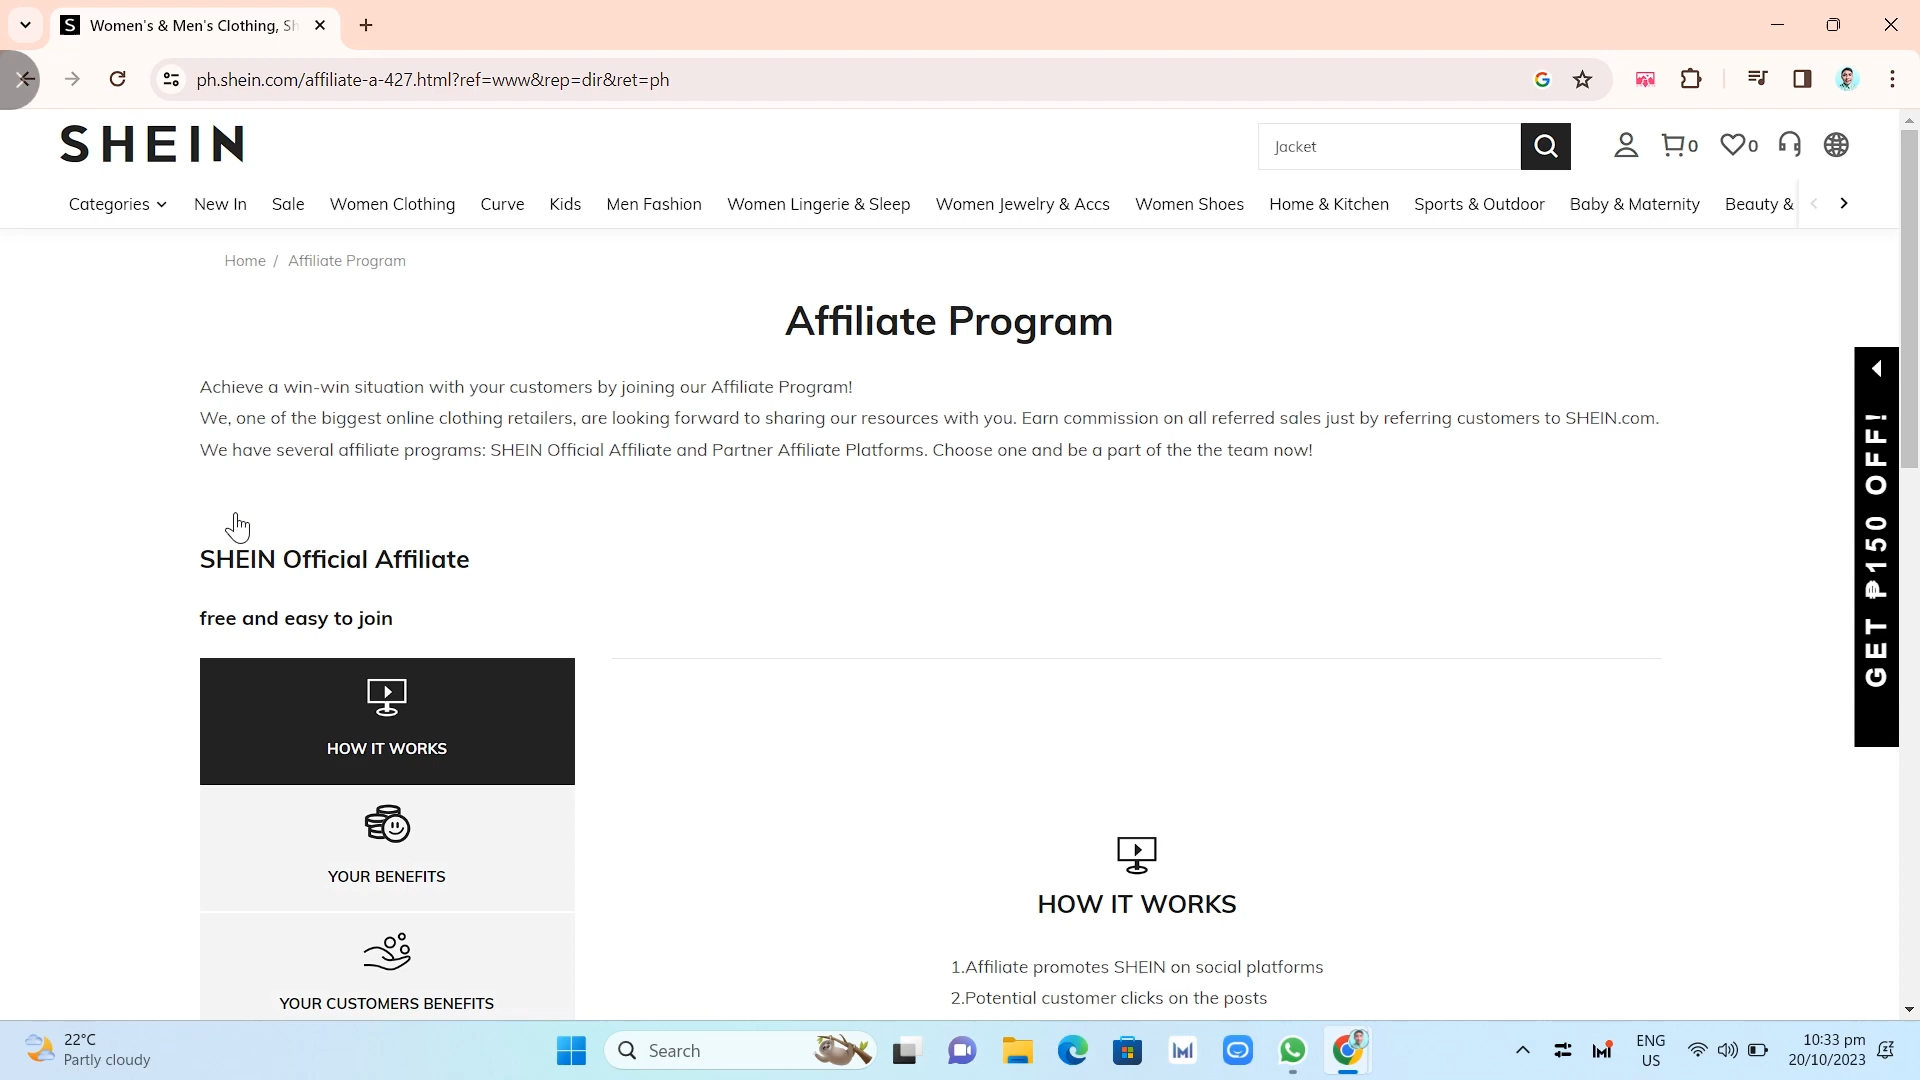 S Women's & Men's Clothing, Sh
ph.shein.com/affiliate-a-427.html?ref=www&rep=dir&ret=ph
SHEIN
Jacket
0
0
Categories New In Sale Women Clothing Curve Kids Men Fashion Women Lingerie & Sleep Women Jewelry & Accs Women Shoes Home & Kitchen Sports & Outdoor Baby & Maternity Beauty &
Home / Affiliate Program
Affiliate Program
Achieve a win-win situation with your customers by joining our Affiliate Program!
We, one of the biggest online clothing retailers, are looking forward to sharing our resources with you. Earn commission on all referred sales just by referring customers to SHEIN.com.
We have several affiliate programs: SHEIN Official Affiliate and Partner Affiliate Platforms. Choose one and be a part of the the team now!
GET ₱150 OFF!
SHEIN Official Affiliate
free and easy to join
HOW IT WORKS
YOUR BENEFITS
YOUR CUSTOMERS BENEFITS
HOW IT WORKS
1.Affiliate promotes SHEIN on social platforms
2.Potential customer clicks on the posts
22°C
Partly cloudy
Search
ENG
US
10:33 pm
20/10/2023